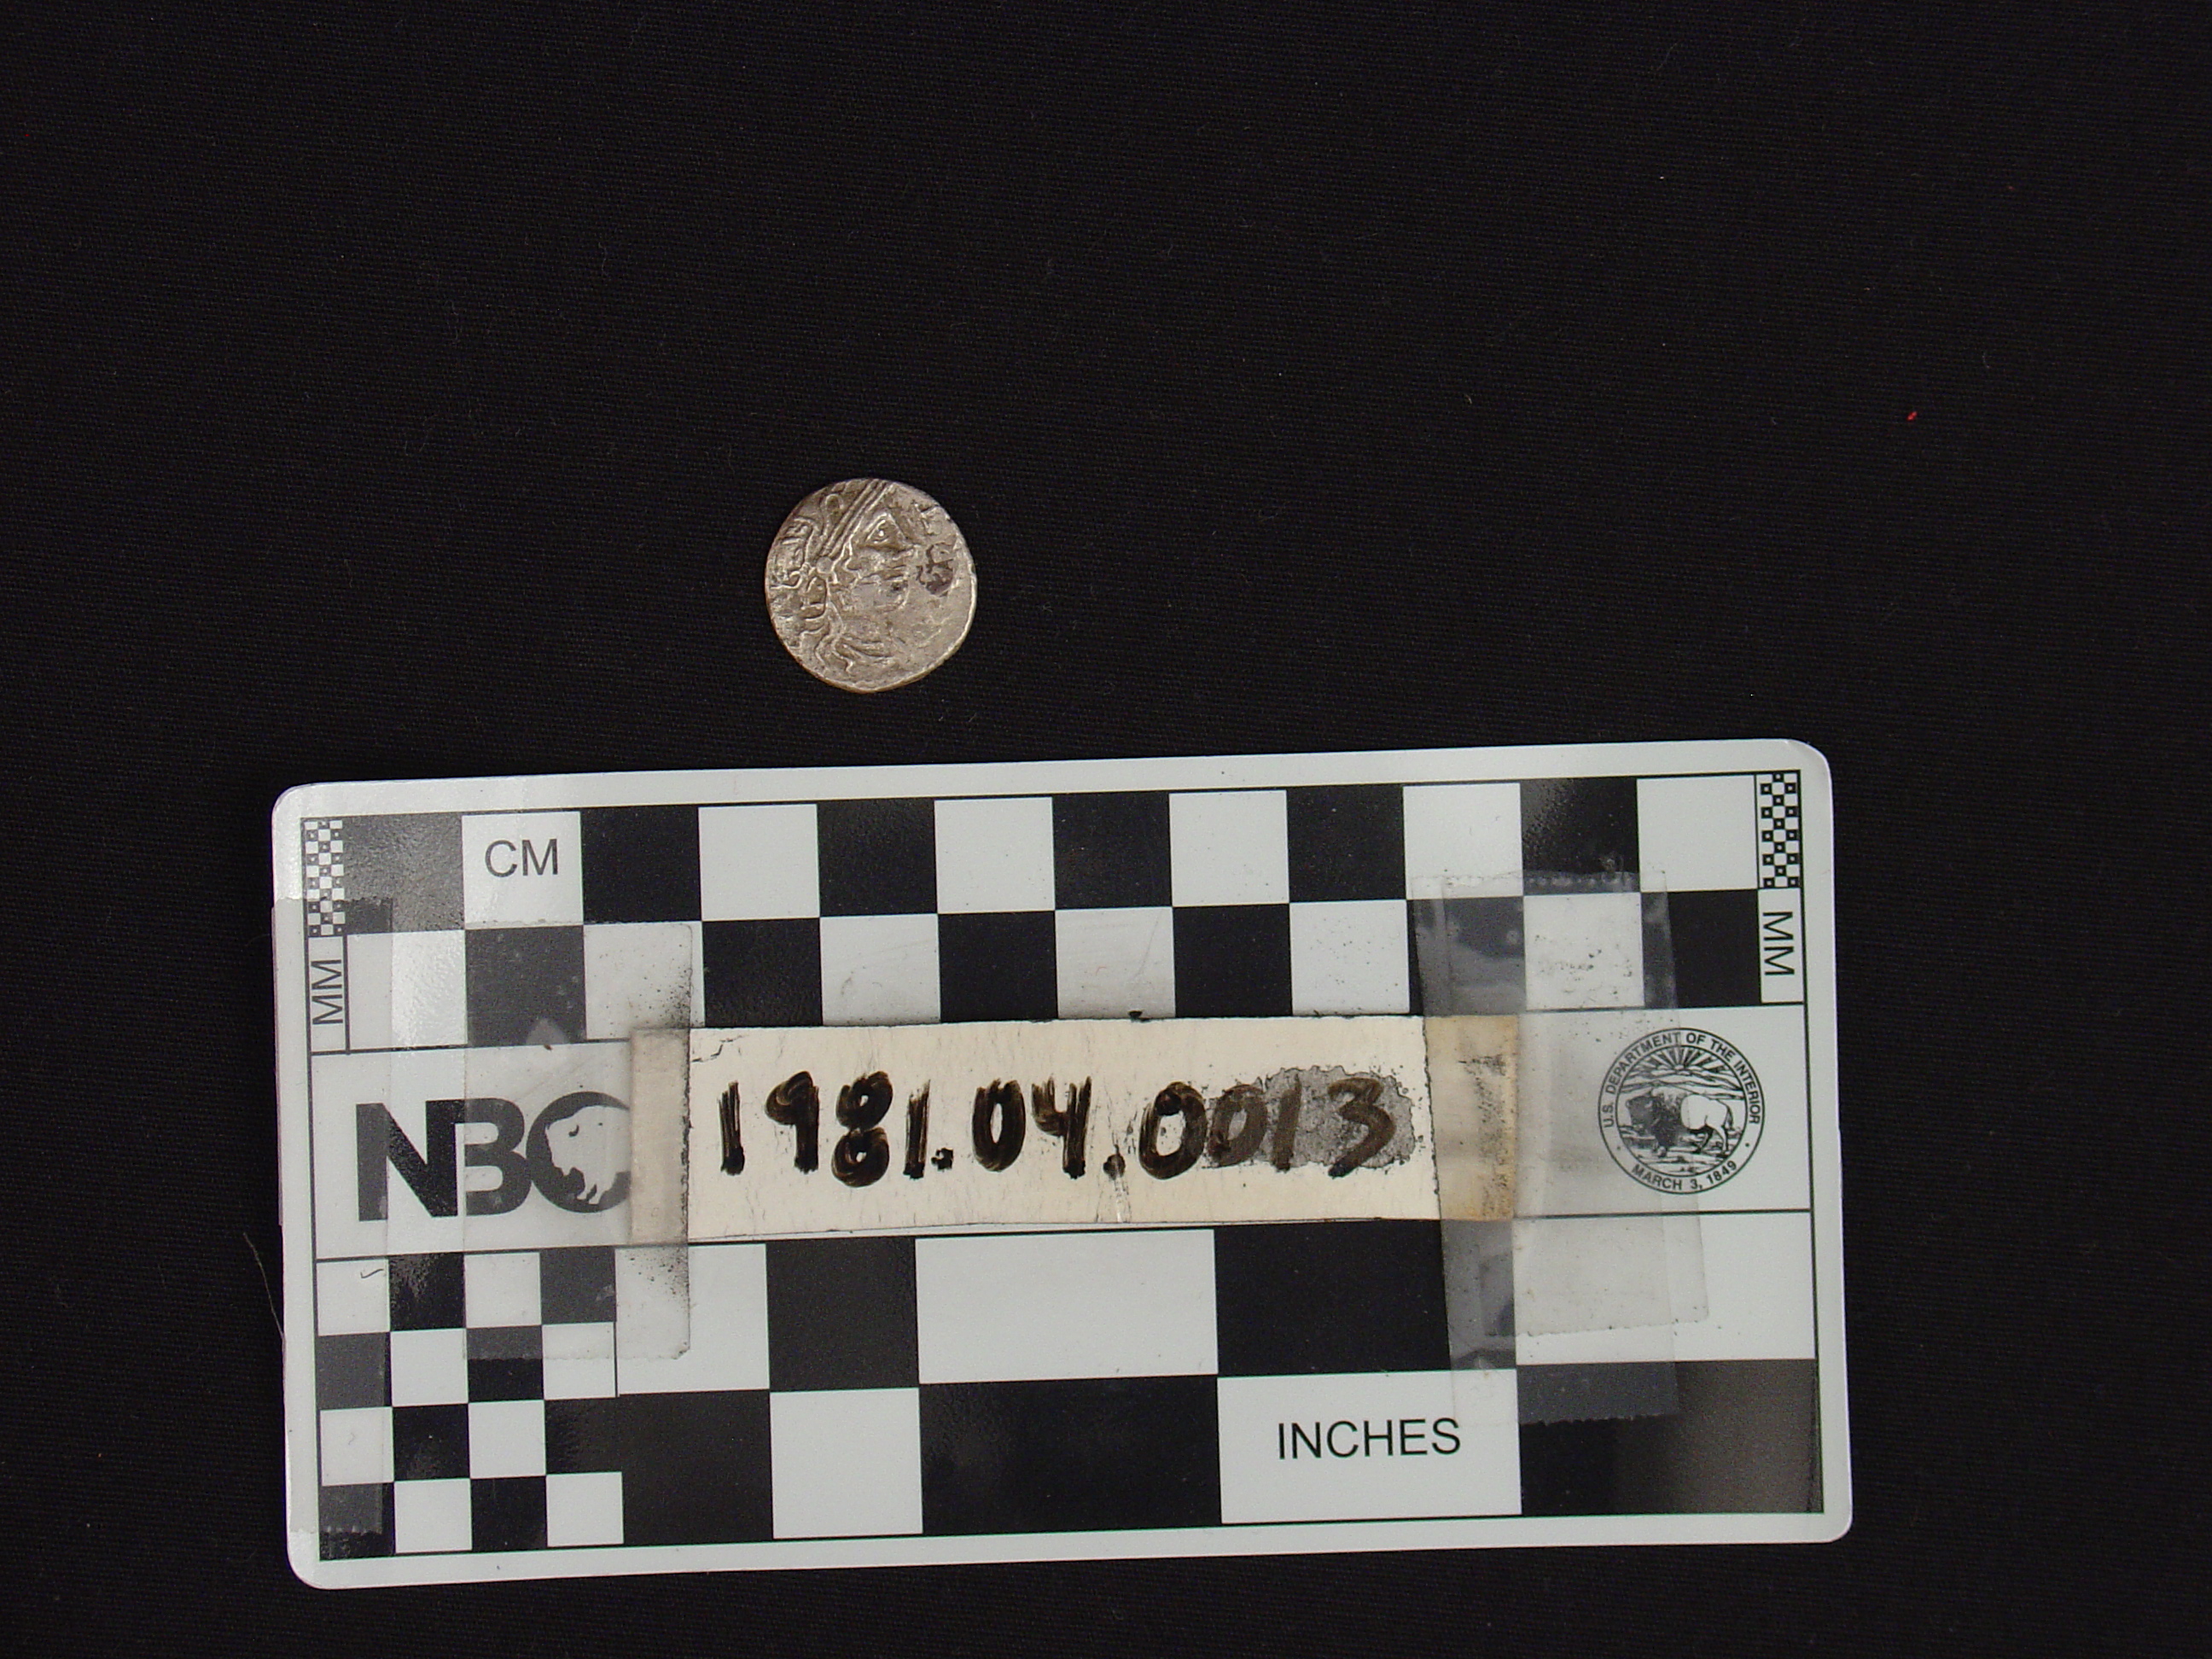 CM
MM
MM
NBC
1981.04.0013
U.S. DEPARTMENT OF THE INTERIOR
MARCH 3, 1849
INCHES